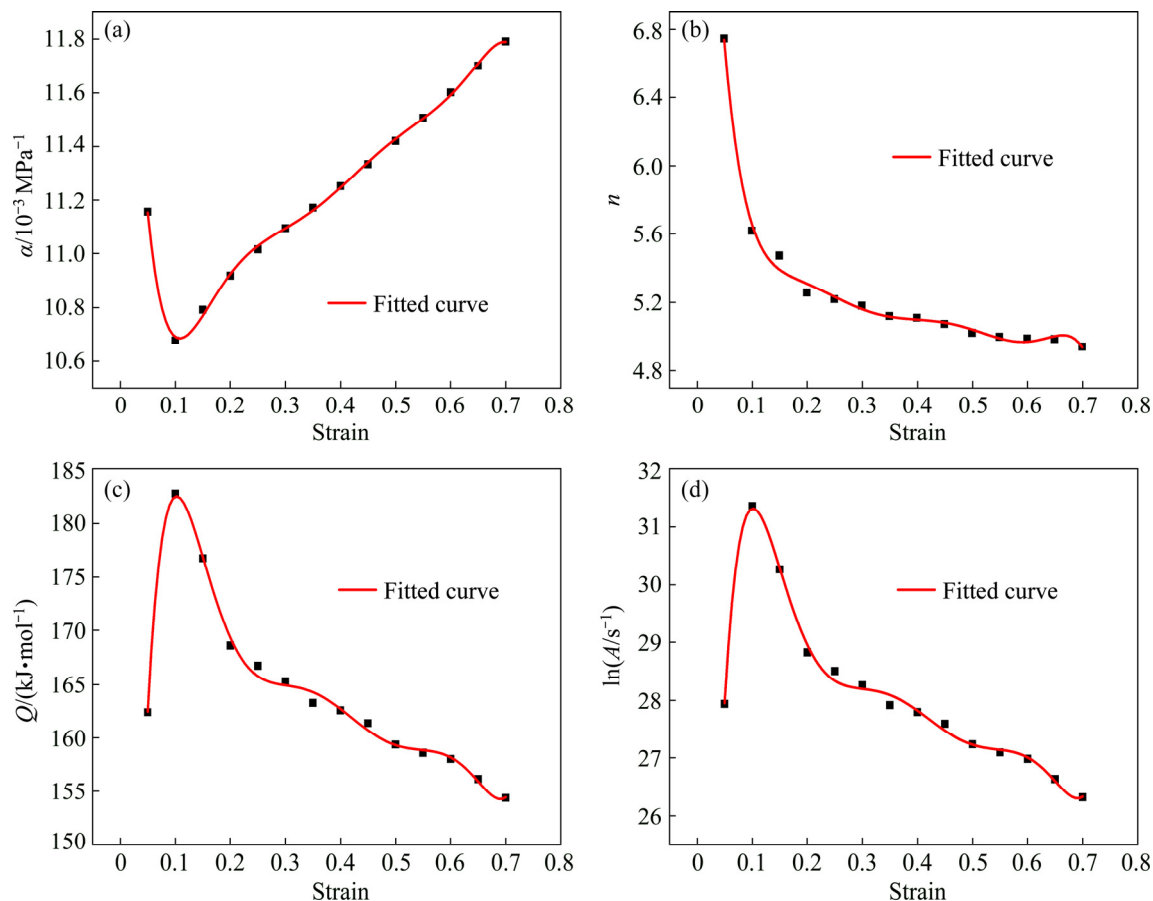 (a)
11.8
11.6
11.4
11.2
11.0
10.8
10.6
α/10⁻³ MPa⁻¹
Fitted curve
0 0.1 0.2 0.3 0.4 0.5 0.6 0.7 0.8
Strain
(b)
6.8
6.4
6.0
5.6
5.2
4.8
n
Fitted curve
0 0.1 0.2 0.3 0.4 0.5 0.6 0.7 0.8
Strain
(c)
185
180
175
170
165
160
155
150
Q/(kJ•mol⁻¹)
Fitted curve
0 0.1 0.2 0.3 0.4 0.5 0.6 0.7 0.8
Strain
(d)
32
31
30
29
28
27
26
ln(A/s⁻¹)
Fitted curve
0 0.1 0.2 0.3 0.4 0.5 0.6 0.7 0.8
Strain